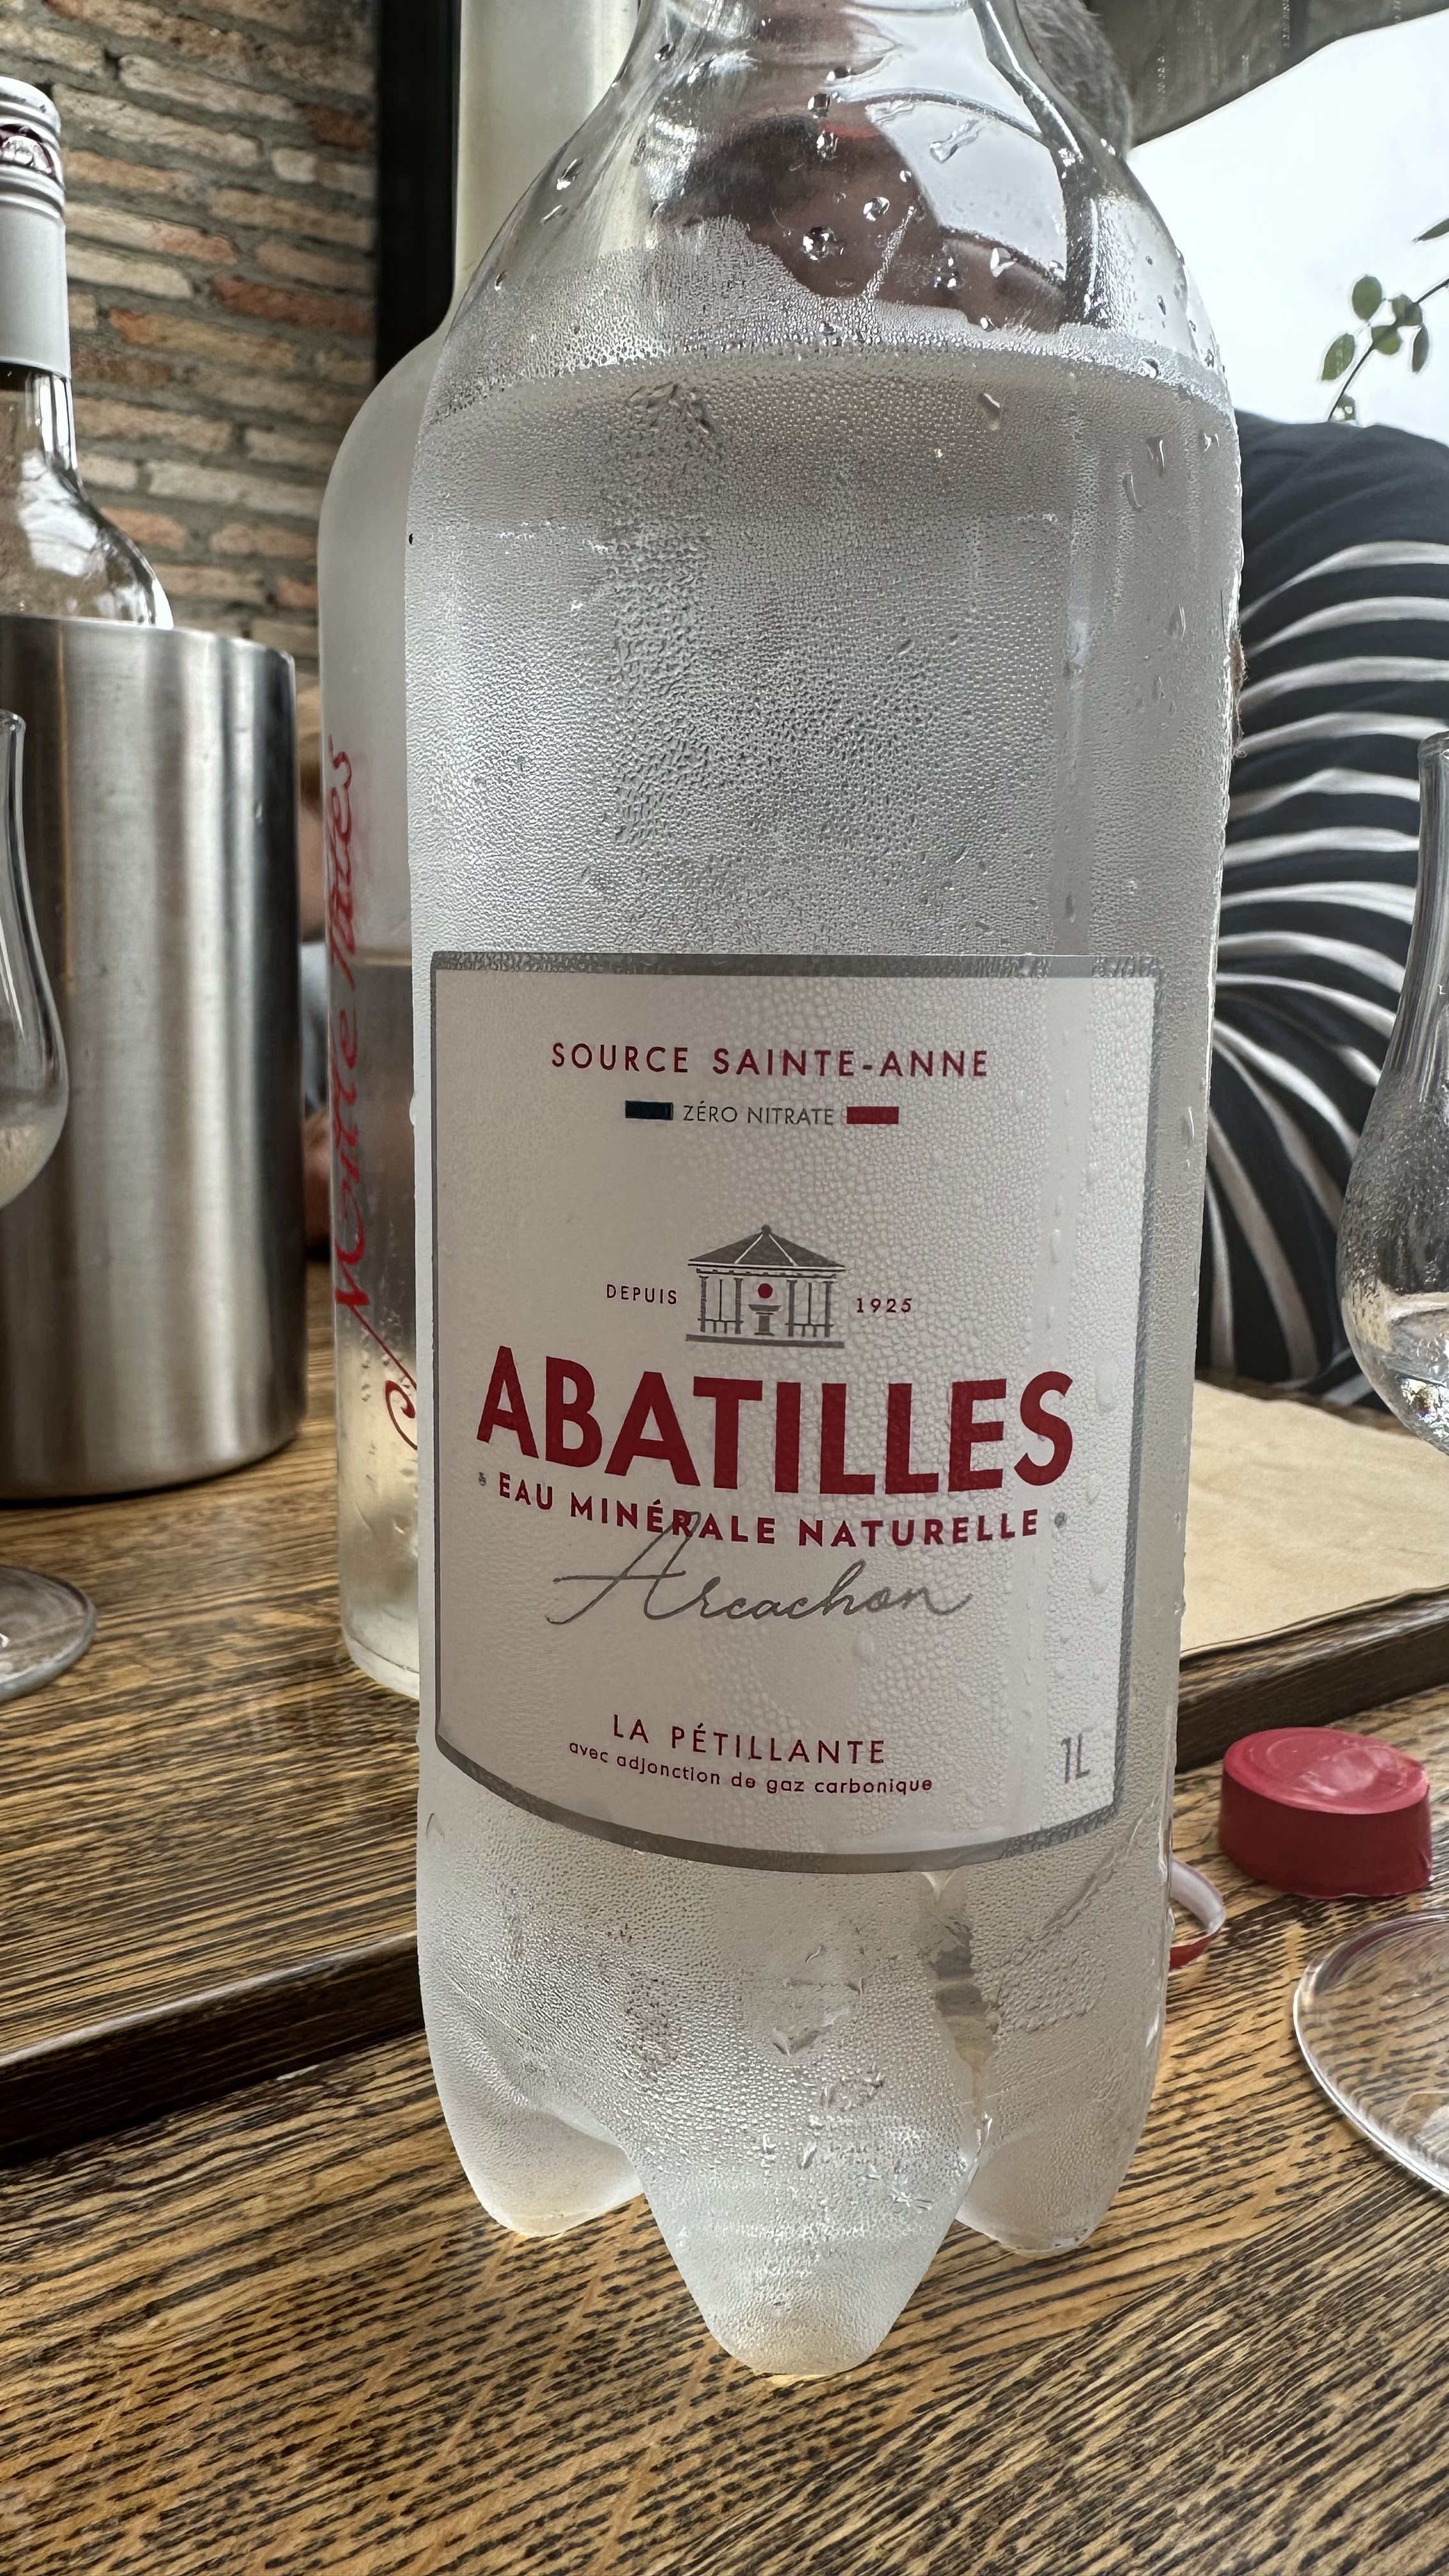 SOURCE SAINTE-ANNE
ZÉRO NITRATE
DEPUIS 1925
ABATILLES
EAU MINÉRALE NATURELLE
Arcachon
LA PÉTILLANTE
avec adjonction de gaz carbonique
1L